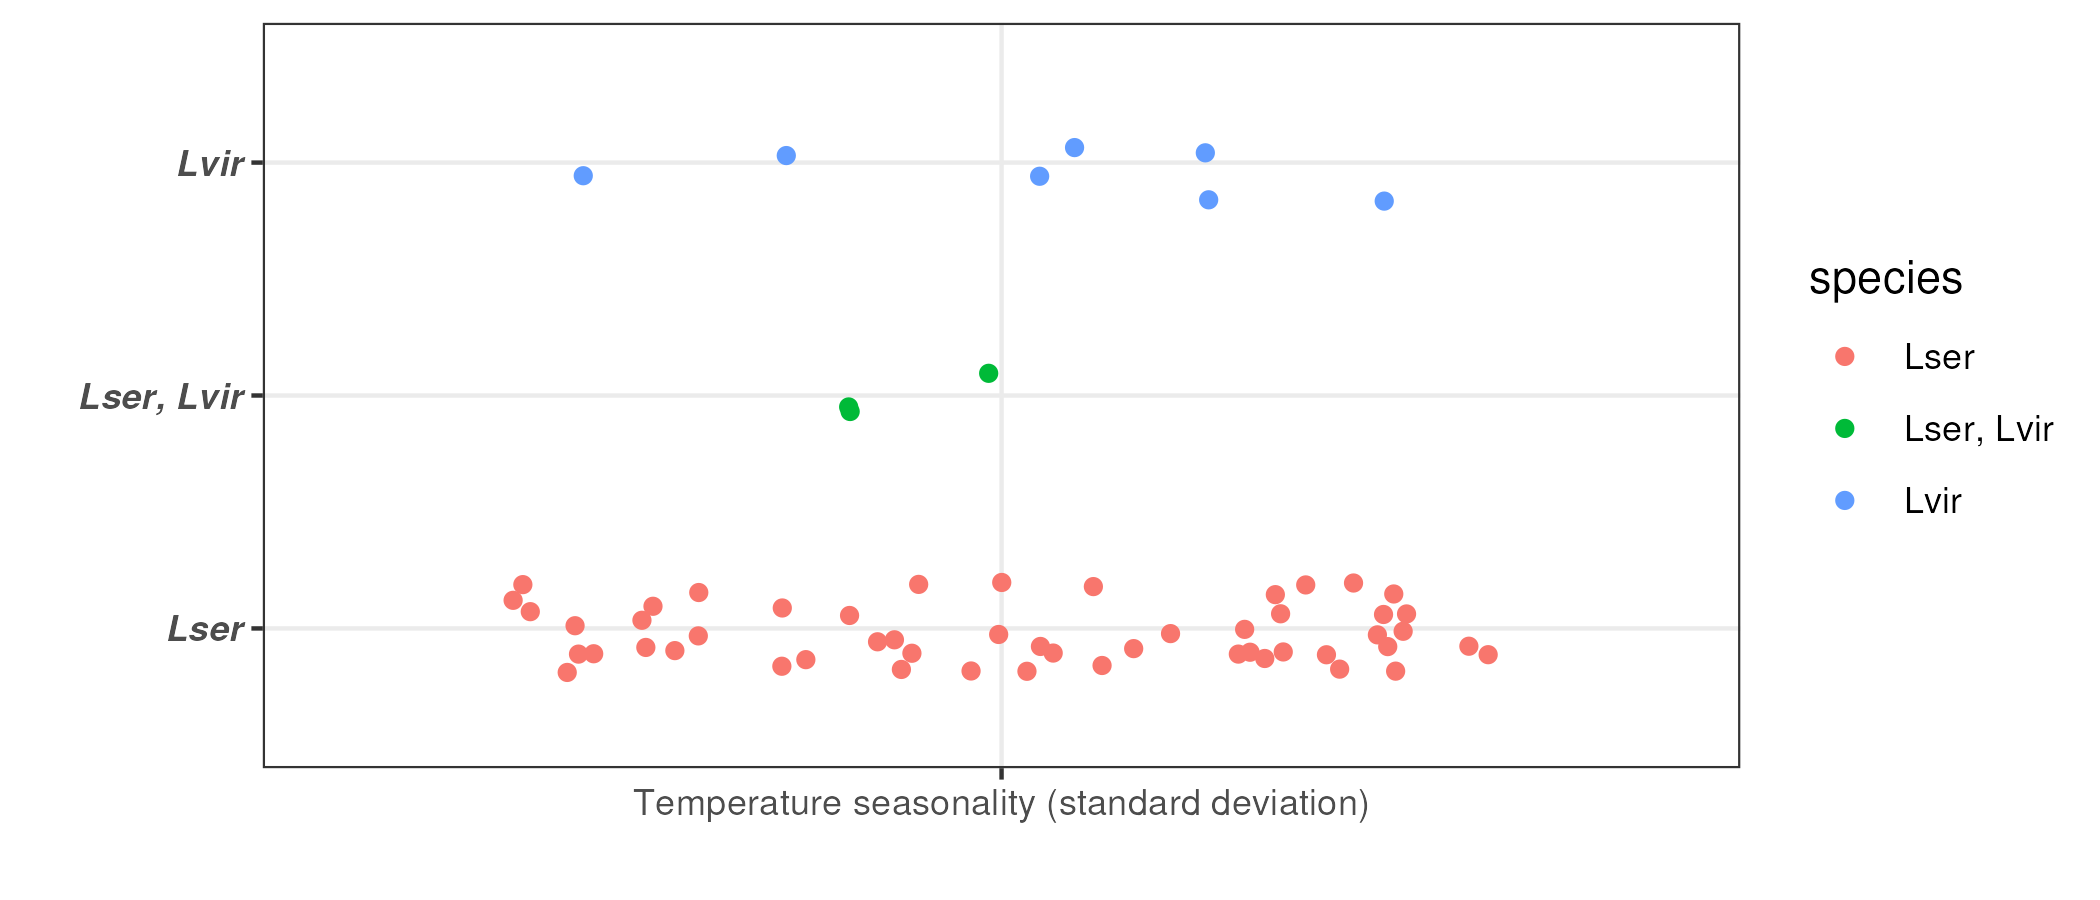 Lvir
Lser, Lvir
Lser
Temperature seasonality (standard deviation)
species
Lser
Lser, Lvir
Lvir